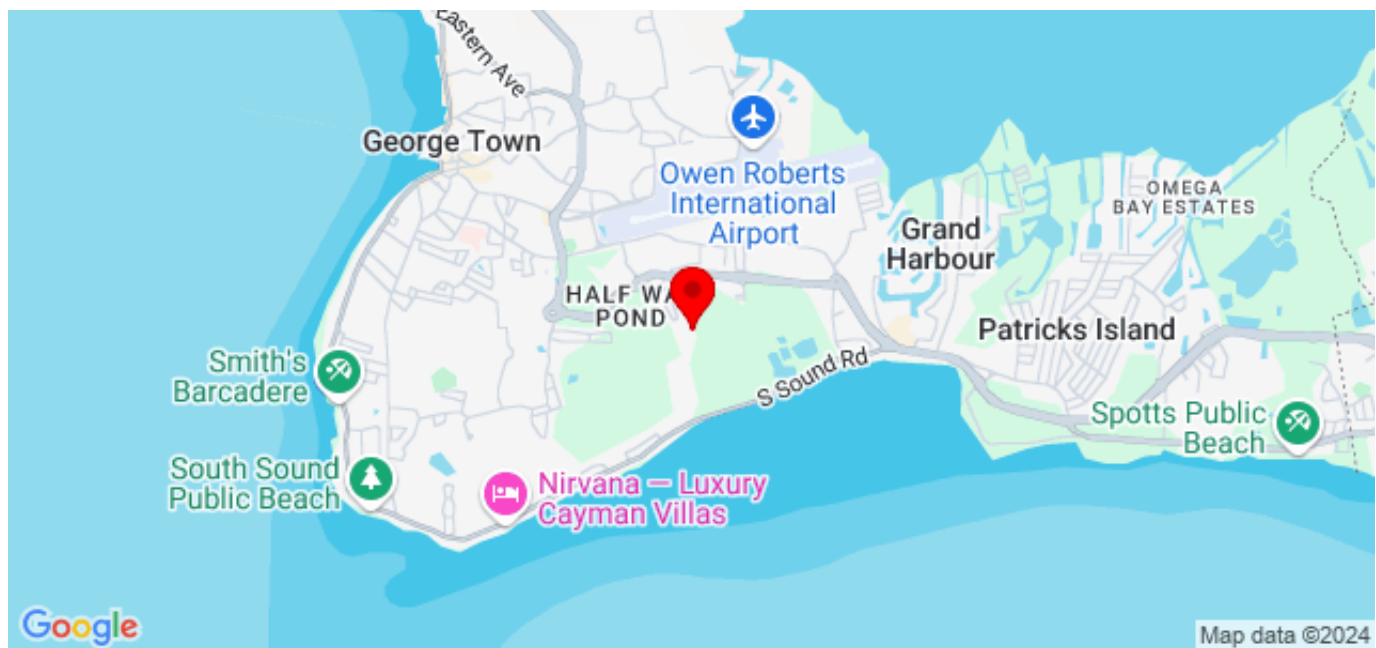 Eastern Ave
George Town
Owen Roberts
International
Airport
OMEGA
BAY ESTATES
Grand
Harbour
HALF WA
POND
Patricks Island
Smith's
Barcadere
S Sound Rd
Spotts Public
Beach
South Sound
Public Beach
Nirvana — Luxury
Cayman Villas
Google
Map data ©2024